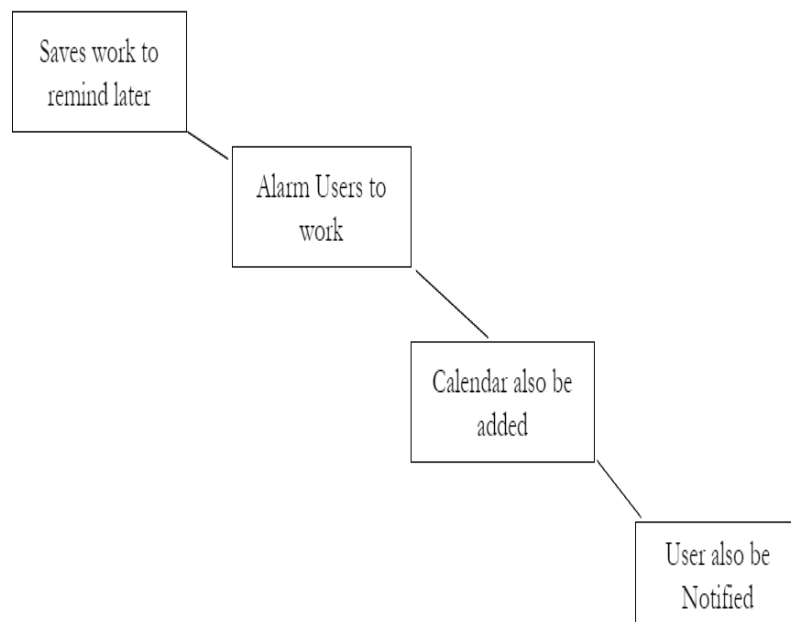 Saves work to
remind later
Alarm Users to
work
Calendar also be
added
User also be
Notified